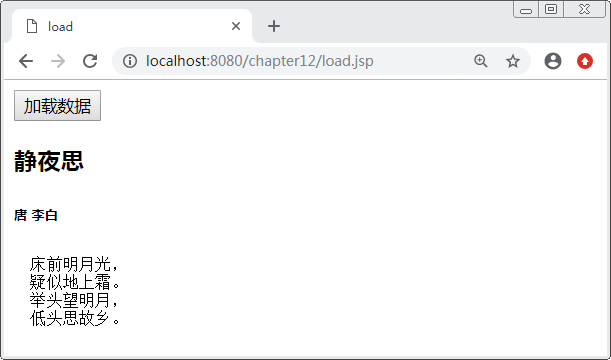 load
localhost:8080/chapter12/load.jsp
加载数据
静夜思
唐 李白
床前明月光，
疑似地上霜。
举头望明月，
低头思故乡。